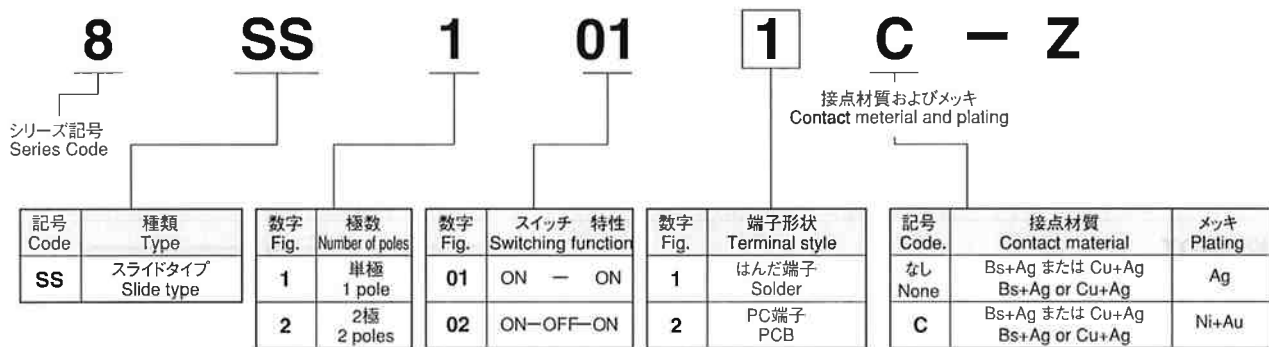 8 SS 1 01 1 C - Z
シリーズ記号
Series Code
接点材質およびメッキ
Contact meterial and plating
記号 種類
Code Type
SS スライドタイプ
Slide type
数字 極数
Fig. Number of poles
1 単極
1 pole
2 2極
2 poles
数字 スイッチ 特性
Fig. Switching function
01 ON — ON
02 ON—OFF—ON
数字 端子形状
Fig. Terminal style
1 はんだ端子
Solder
2 PC端子
PCB
記号 接点材質 メッキ
Code. Contact material Plating
なし Bs+Ag または Cu+Ag Ag
None Bs+Ag or Cu+Ag
C Bs+Ag または Cu+Ag Ni+Au
Bs+Ag or Cu+Ag